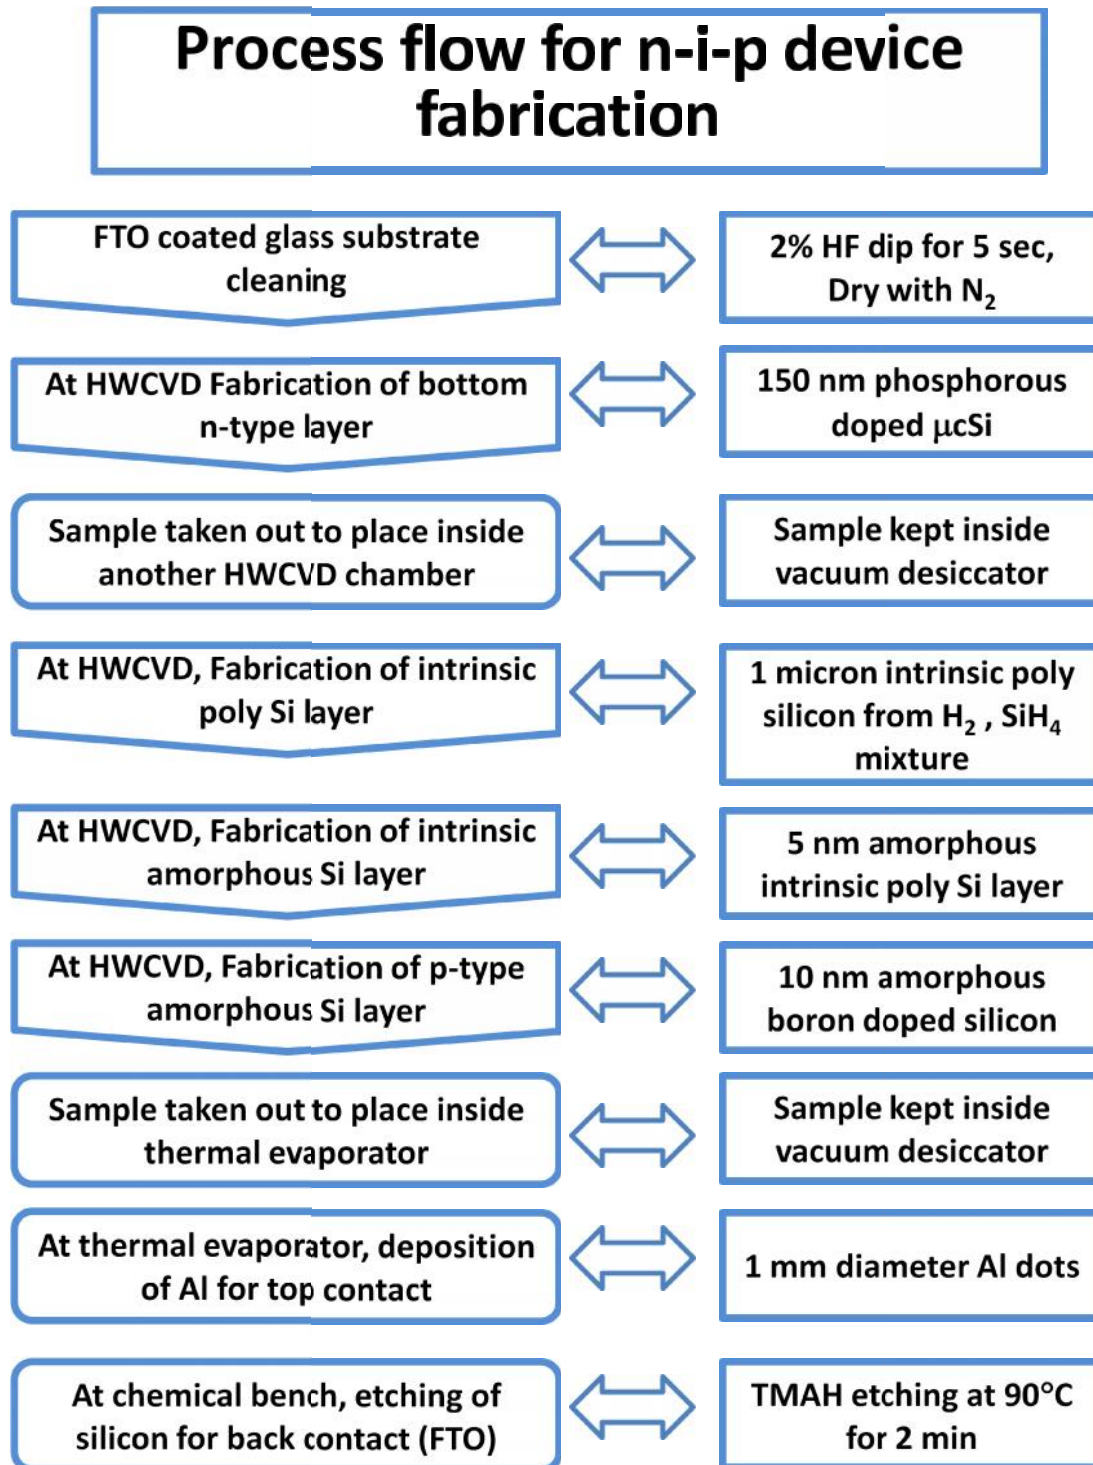 Process flow for n-i-p device
fabrication
FTO coated glass substrate
cleaning
2% HF dip for 5 sec,
Dry with N₂
At HWCVD Fabrication of bottom
n-type layer
150 nm phosphorous
doped μcSi
Sample taken out to place inside
another HWCVD chamber
Sample kept inside
vacuum desiccator
At HWCVD, Fabrication of intrinsic
poly Si layer
1 micron intrinsic poly
silicon from H₂ , SiH₄
mixture
At HWCVD, Fabrication of intrinsic
amorphous Si layer
5 nm amorphous
intrinsic poly Si layer
At HWCVD, Fabrication of p-type
amorphous Si layer
10 nm amorphous
boron doped silicon
Sample taken out to place inside
thermal evaporator
Sample kept inside
vacuum desiccator
At thermal evaporator, deposition
of Al for top contact
1 mm diameter Al dots
At chemical bench, etching of
silicon for back contact (FTO)
TMAH etching at 90°C
for 2 min